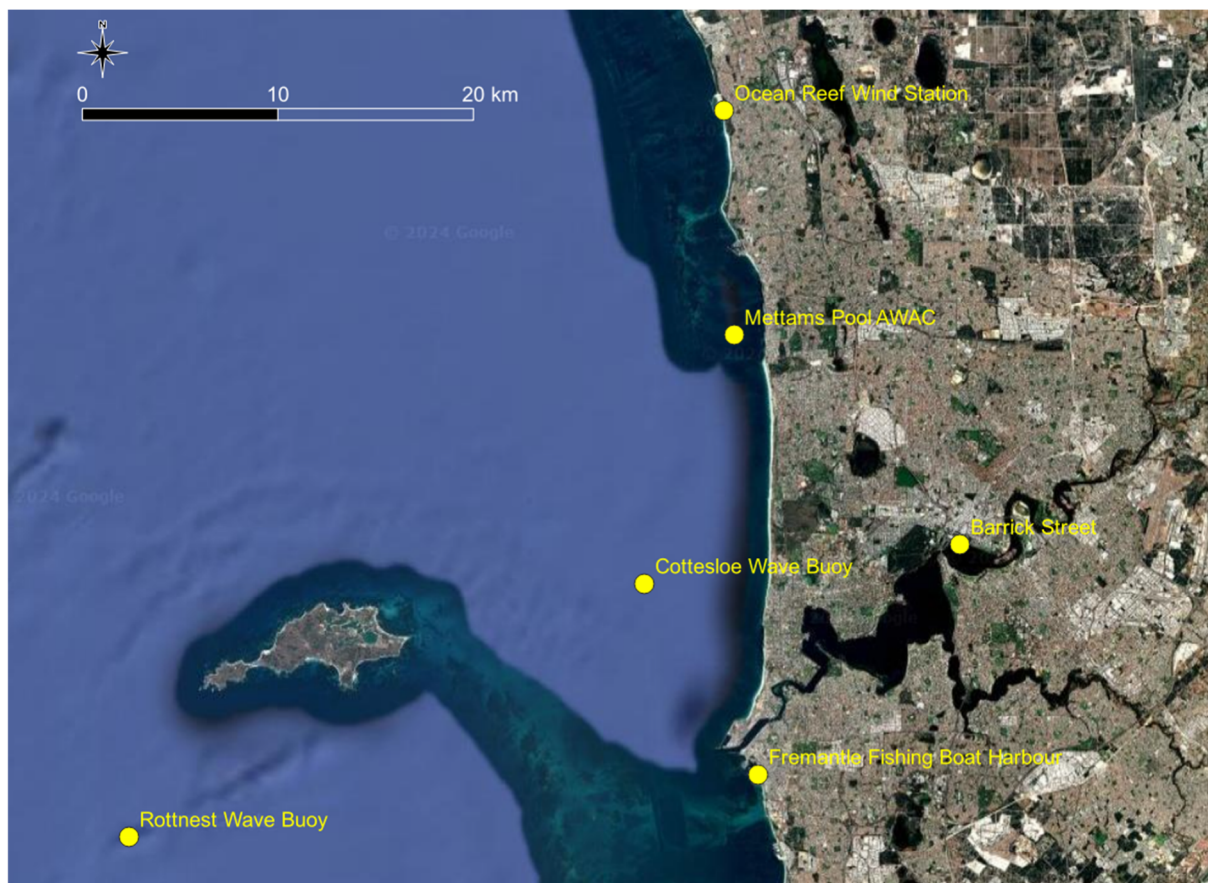 N
0 10 20 km
Ocean Reef Wind Station
© 2024 Google
Mettams Pool AWAC
2024 Google
Barrick Street
Cottesloe Wave Buoy
Fremantle Fishing Boat Harbour
Rottnest Wave Buoy